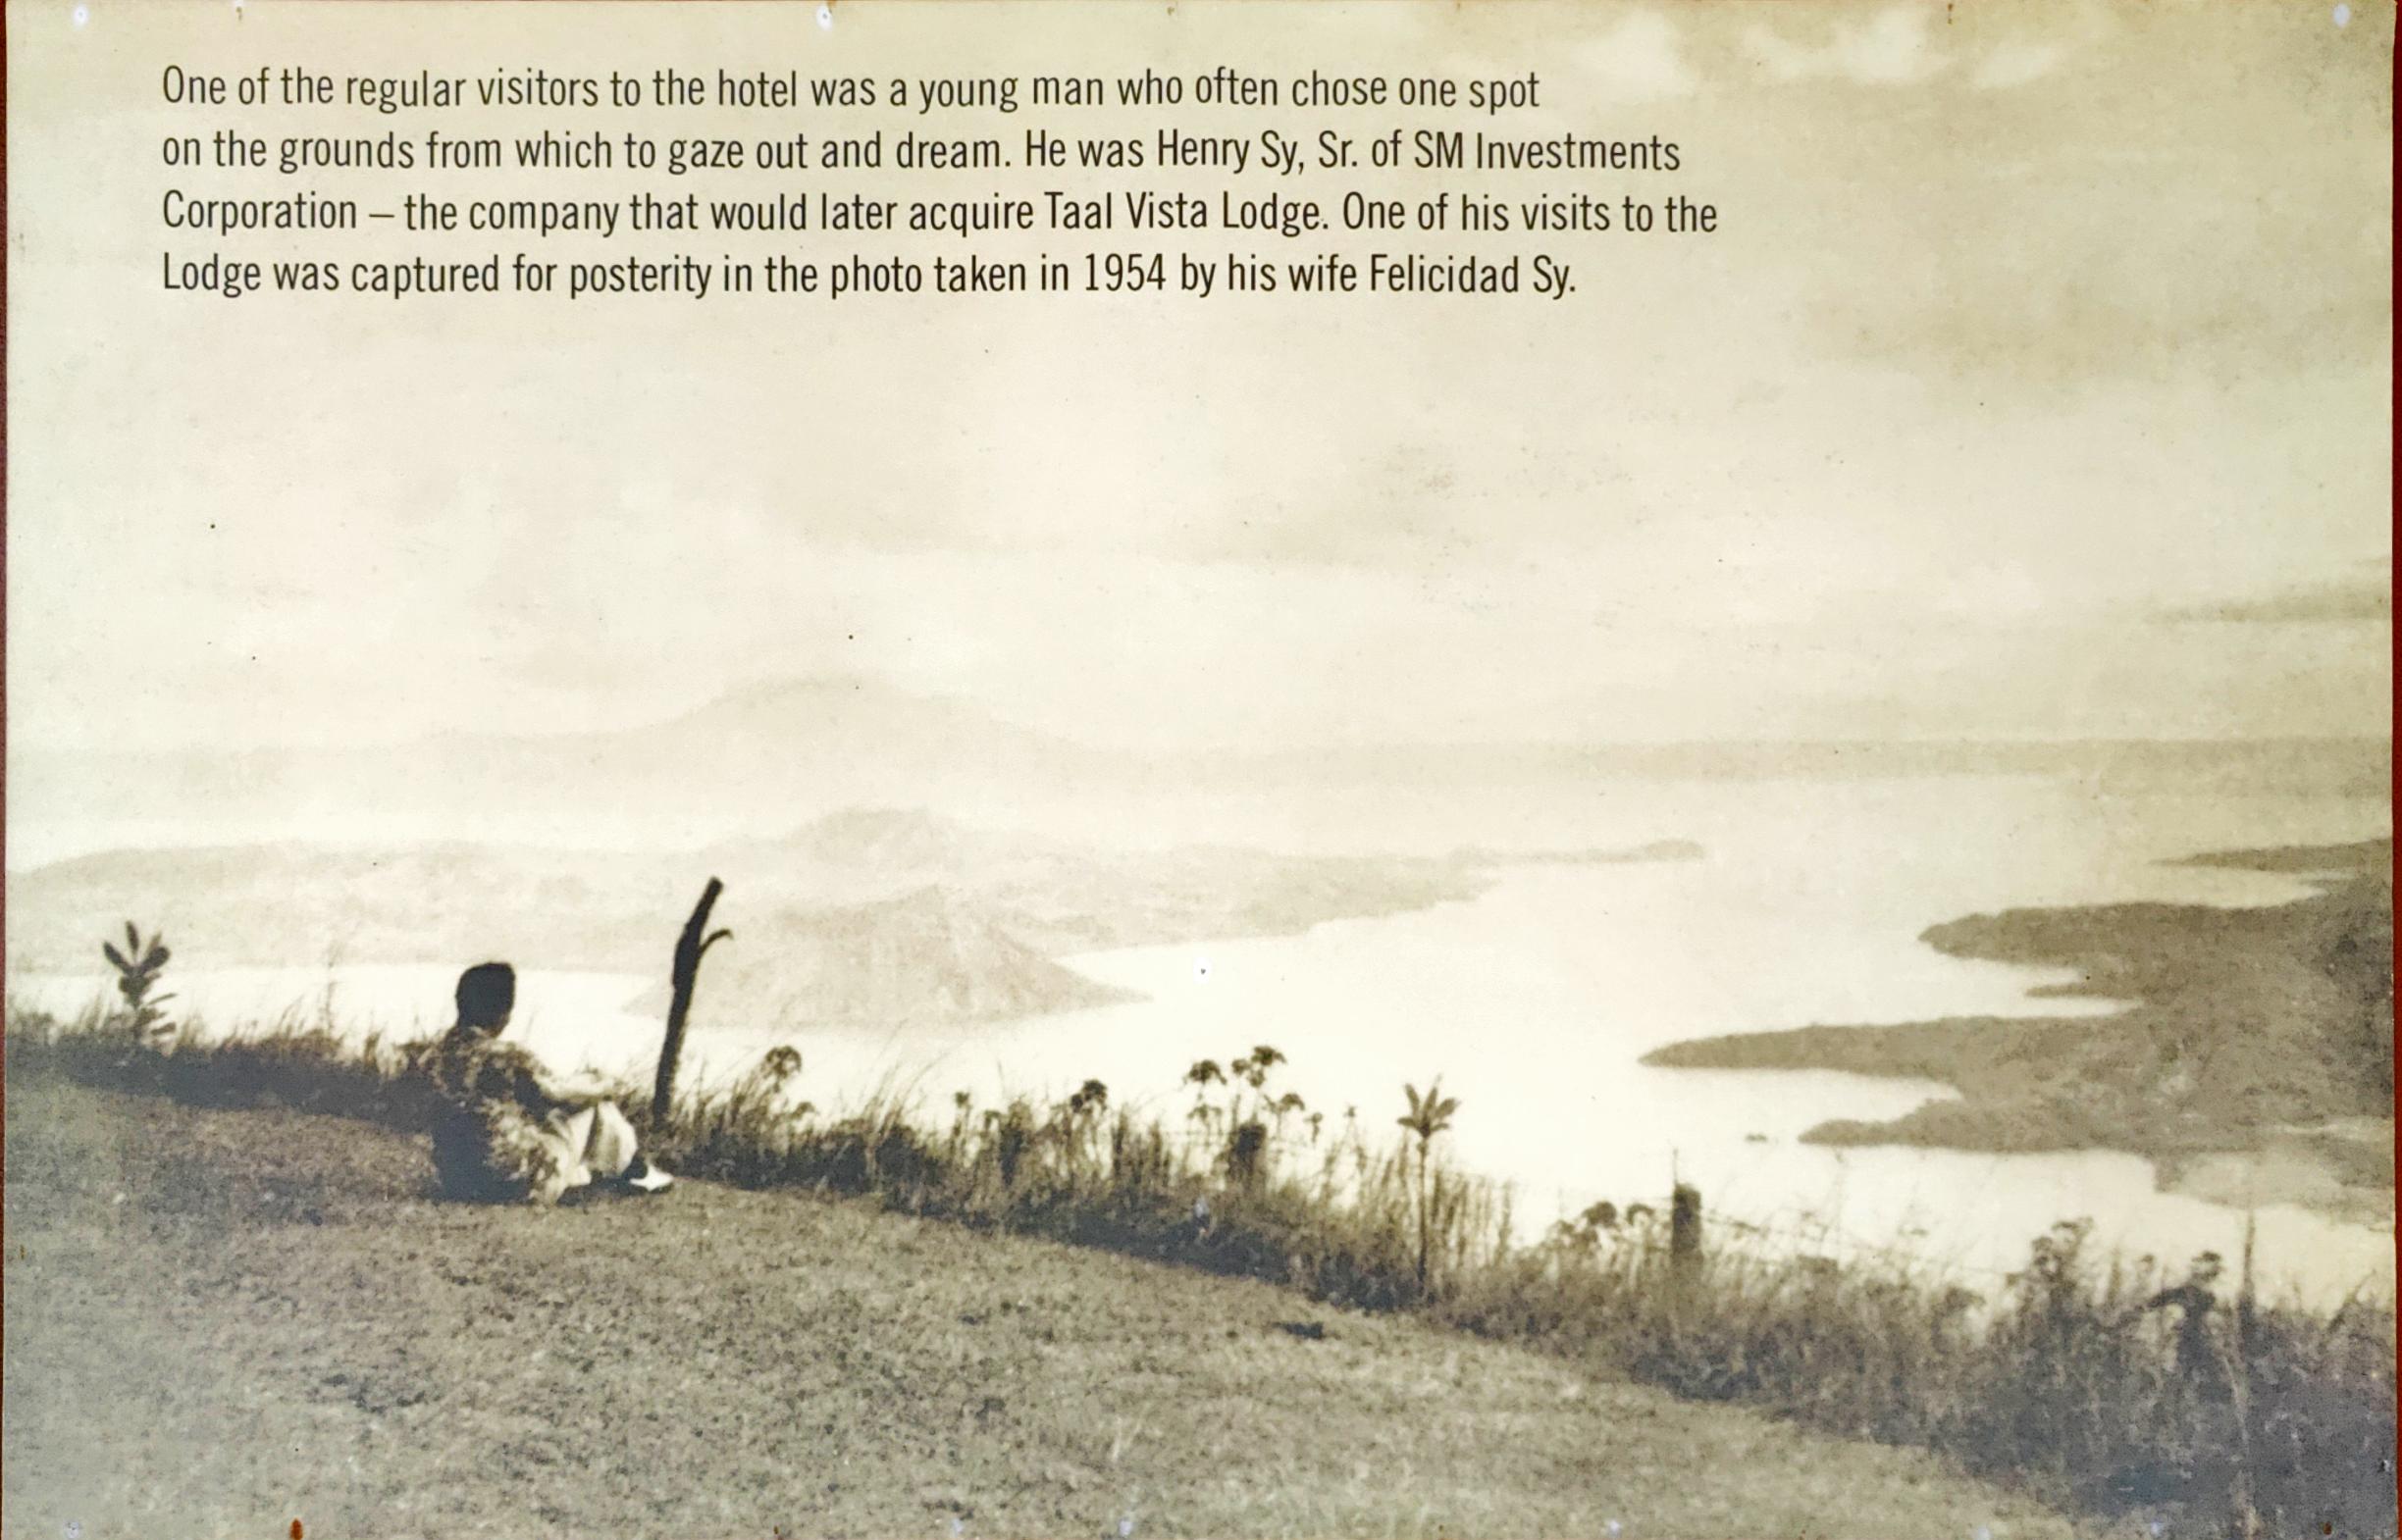 One of the regular visitors to the hotel was a young man who often chose one spot
on the grounds from which to gaze out and dream. He was Henry Sy, Sr. of SM Investments
Corporation – the company that would later acquire Taal Vista Lodge. One of his visits to the
Lodge was captured for posterity in the photo taken in 1954 by his wife Felicidad Sy.